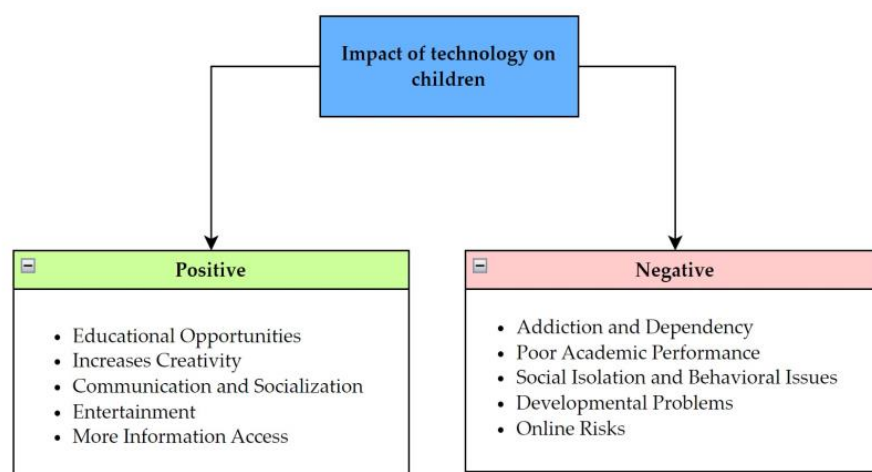 Impact of technology on
children
Positive
Educational Opportunities
Increases Creativity
Communication and Socialization
Entertainment
More Information Access
Negative
Addiction and Dependency
Poor Academic Performance
Social Isolation and Behavioral Issues
Developmental Problems
Online Risks